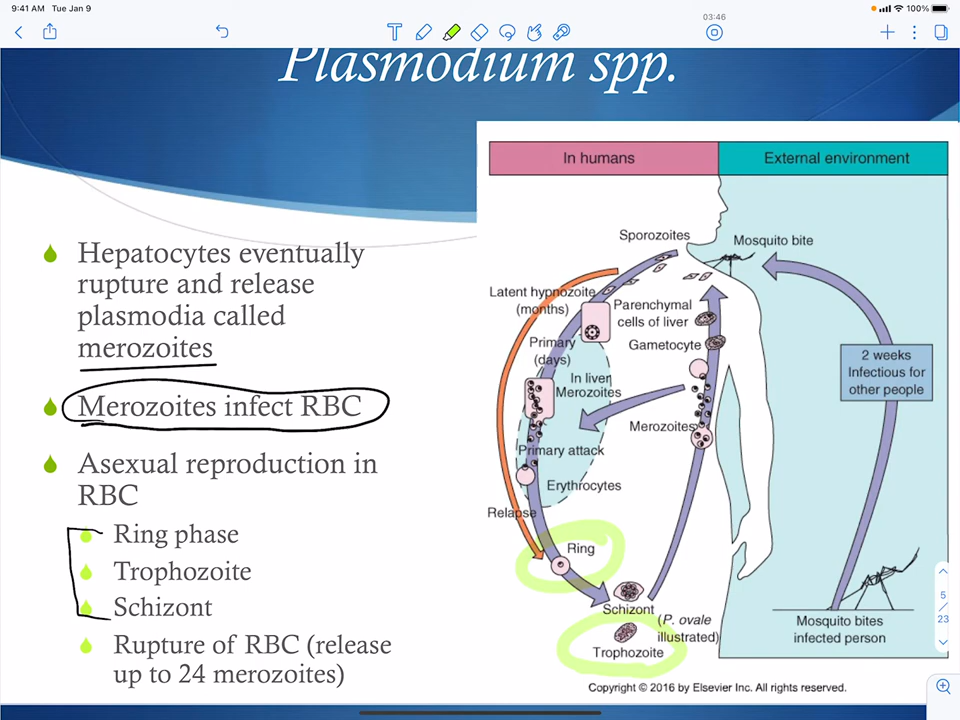 9:41 AM Tue Jan 9
100%
03:46
Plasmodium spp.
Hepatocytes eventually
rupture and release
plasmodia called
merozoites
Merozoites infect RBC
Asexual reproduction in
RBC
Ring phase
Trophozoite
Schizont
Rupture of RBC (release
up to 24 merozoites)
In humans
External environment
Sporozoites
Mosquito bite
Latent hypnozoite
(months)
Parenchymal
cells of liver
Primary
(days)
Gametocyte
2 weeks
Infectious for
other people
In liver
Merozoites
Merozoites
Primary attack
Erythrocytes
Relapse
Ring
Schizont
(P. ovale
illustrated)
Trophozoite
Mosquito bites
infected person
Copyright © 2016 by Elsevier Inc. All rights reserved.
5
/
23